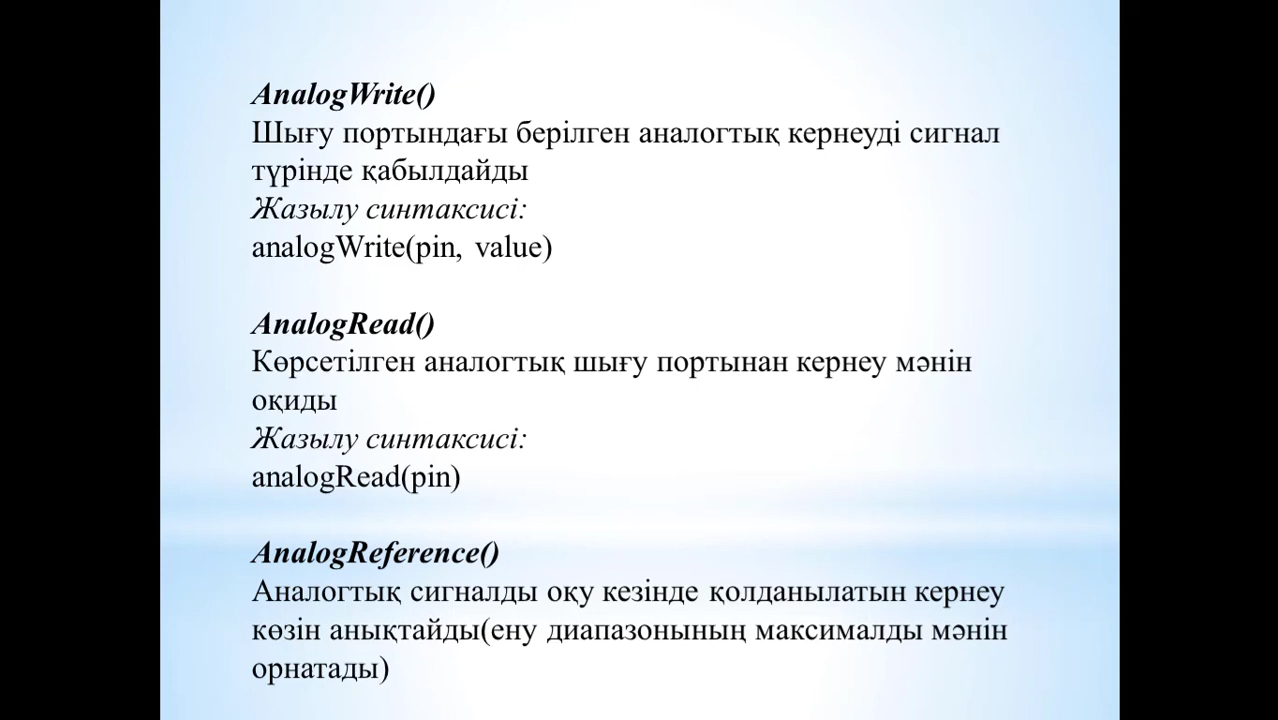 AnalogWrite()
Шығу портындағы берілген аналогтық кернеуді сигнал
түрінде қабылдайды
Жазылу синтаксисі:
analogWrite(pin, value)
AnalogRead()
Көрсетілген аналогтық шығу портынан кернеу мәнін
оқиды
Жазылу синтаксисі:
analogRead(pin)
AnalogReference()
Аналогтық сигналды оқу кезінде қолданылатын кернеу
көзін анықтайды(ену диапазонының максималды мәнін
орнатады)